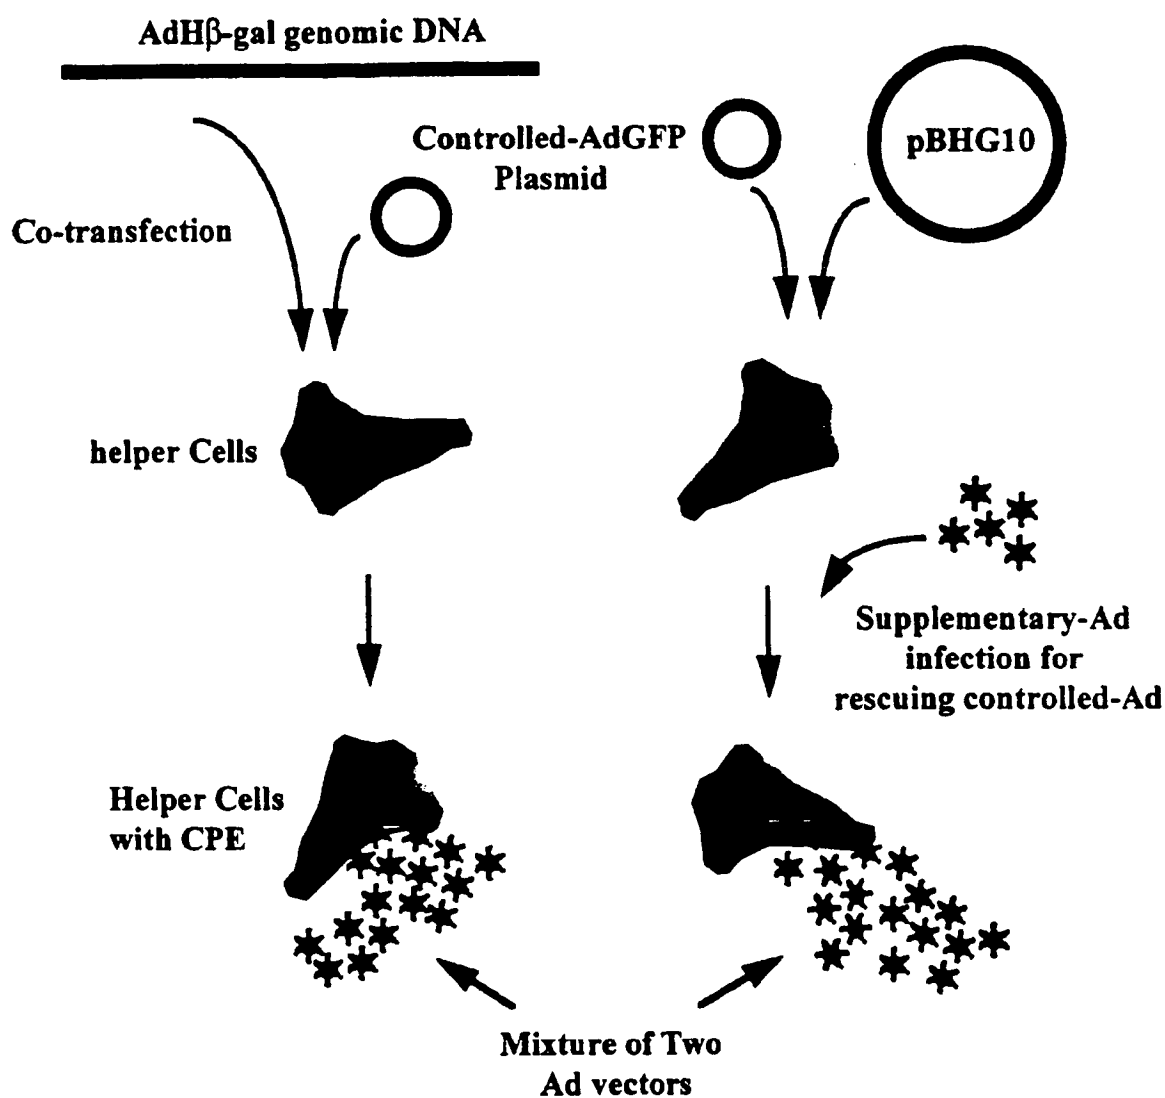 AdHβ-gal genomic DNA
Controlled-AdGFP
Plasmid
pBHG10
Co-transfection
helper Cells
Supplementary-Ad
infection for
rescuing controlled-Ad
Helper Cells
with CPE
Mixture of Two
Ad vectors